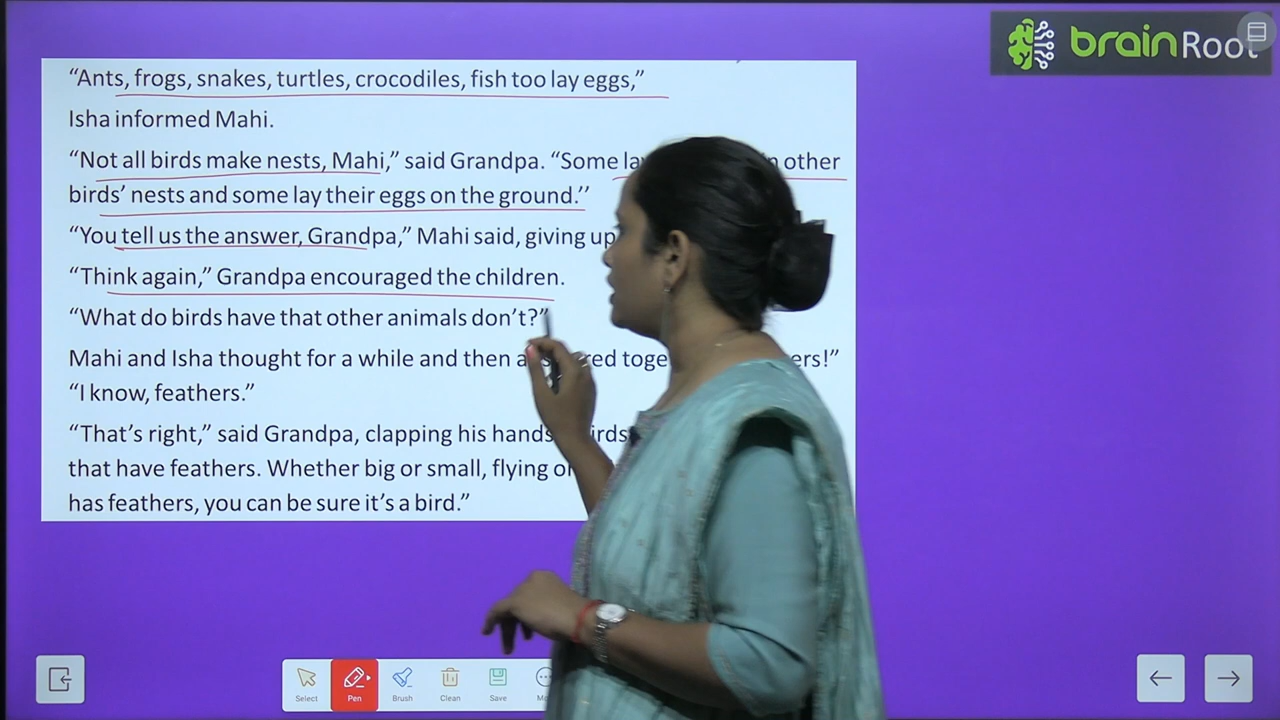 brainRoot
“Ants, frogs, snakes, turtles, crocodiles, fish too lay eggs,”
Isha informed Mahi.
“Not all birds make nests, Mahi,” said Grandpa. “Some other
birds’ nests and some lay their eggs on the ground.’’
“You tell us the answer, Grandpa,” Mahi said, giving up
“Think again,” Grandpa encouraged the children.
“What do birds have that other animals don’t?”
Mahi and Isha thought for a while and then
“I know, feathers.”
“That’s right,” said Grandpa, clapping his hands
that have feathers. Whether big or small, flying
has feathers, you can be sure it’s a bird.”
Select Pen Brush Clean Save